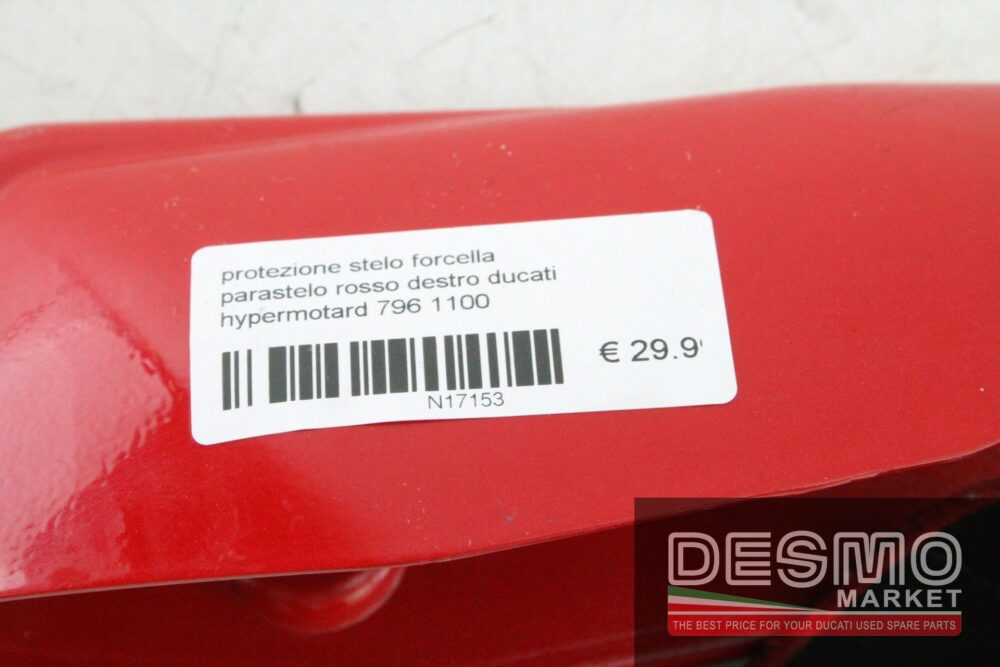 protezione stelo forcella
parastelo rosso destro ducati
hypermotard 796 1100
€ 29.9
N17153
DESMO
MARKET
THE BEST PRICE FOR YOUR DUCATI USED SPARE PARTS